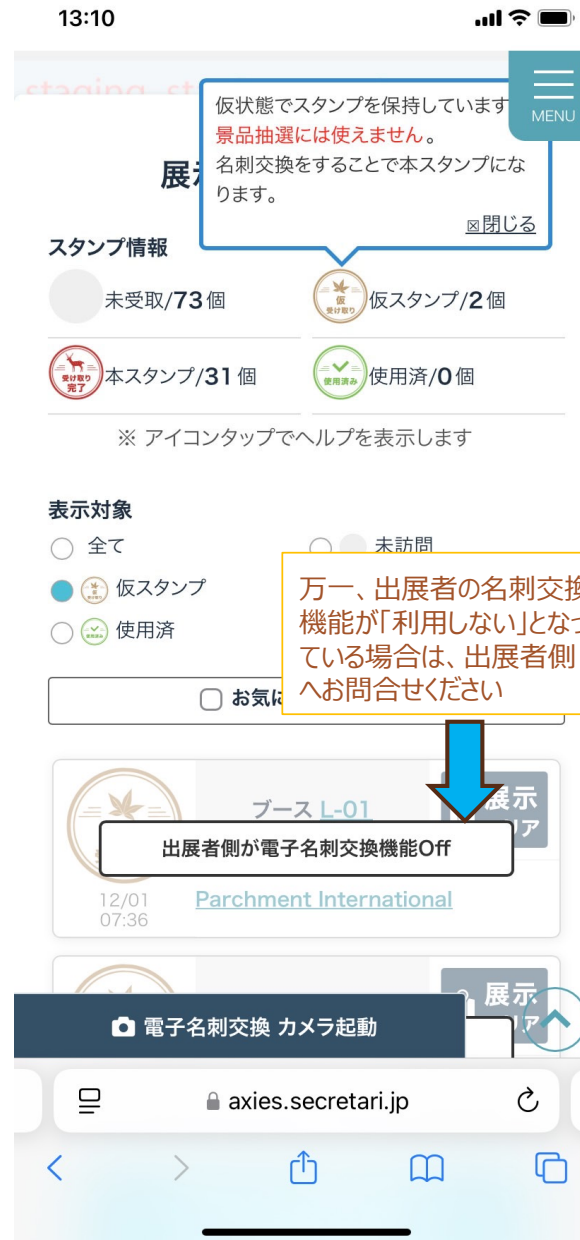 13:10
staging
仮状態でスタンプを保持しています
景品抽選には使えません。
名刺交換をすることで本スタンプにな
ります。
閉じる
MENU
展示
スタンプ情報
未受取/73個
仮
受け取り
仮スタンプ/2個
受け取り
完了
本スタンプ/31個
使用済み
使用済/0個
※ アイコンタップでヘルプを表示します
表示対象
全て
未訪問
仮スタンプ
使用済
万一、出展者の名刺交換
機能が「利用しない」となっ
ている場合は、出展者側
へお問合せください
お気に
ブース L-01
展示
リア
出展者側が電子名刺交換機能Off
12/01
07:36
Parchment International
展示
リア
電子名刺交換 カメラ起動
axies.secretari.jp